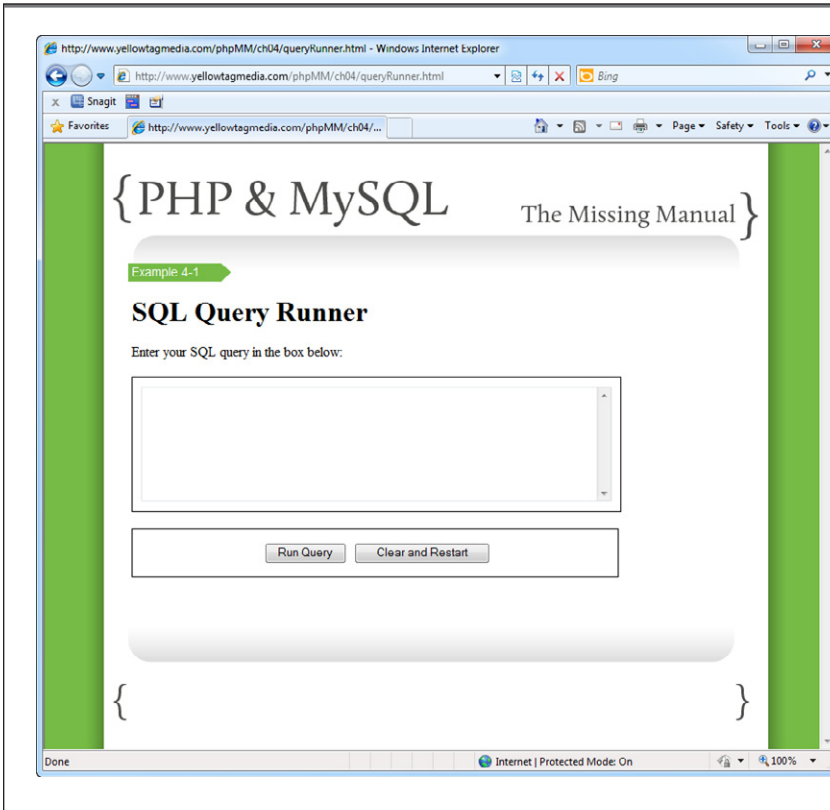 http://www.yellowtagmedia.com/phpMM/ch04/queryRunner.html - Windows Internet Explorer
http://www.yellowtagmedia.com/phpMM/ch04/queryRunner.html
Bing
x Snagit
Favorites
http://www.yellowtagmedia.com/phpMM/ch04/...
Page
Safety
Tools
{PHP & MySQL
The Missing Manual}
Example 4-1
SQL Query Runner
Enter your SQL query in the box below:
Run Query
Clear and Restart
{ }
Done
Internet | Protected Mode: On
100%